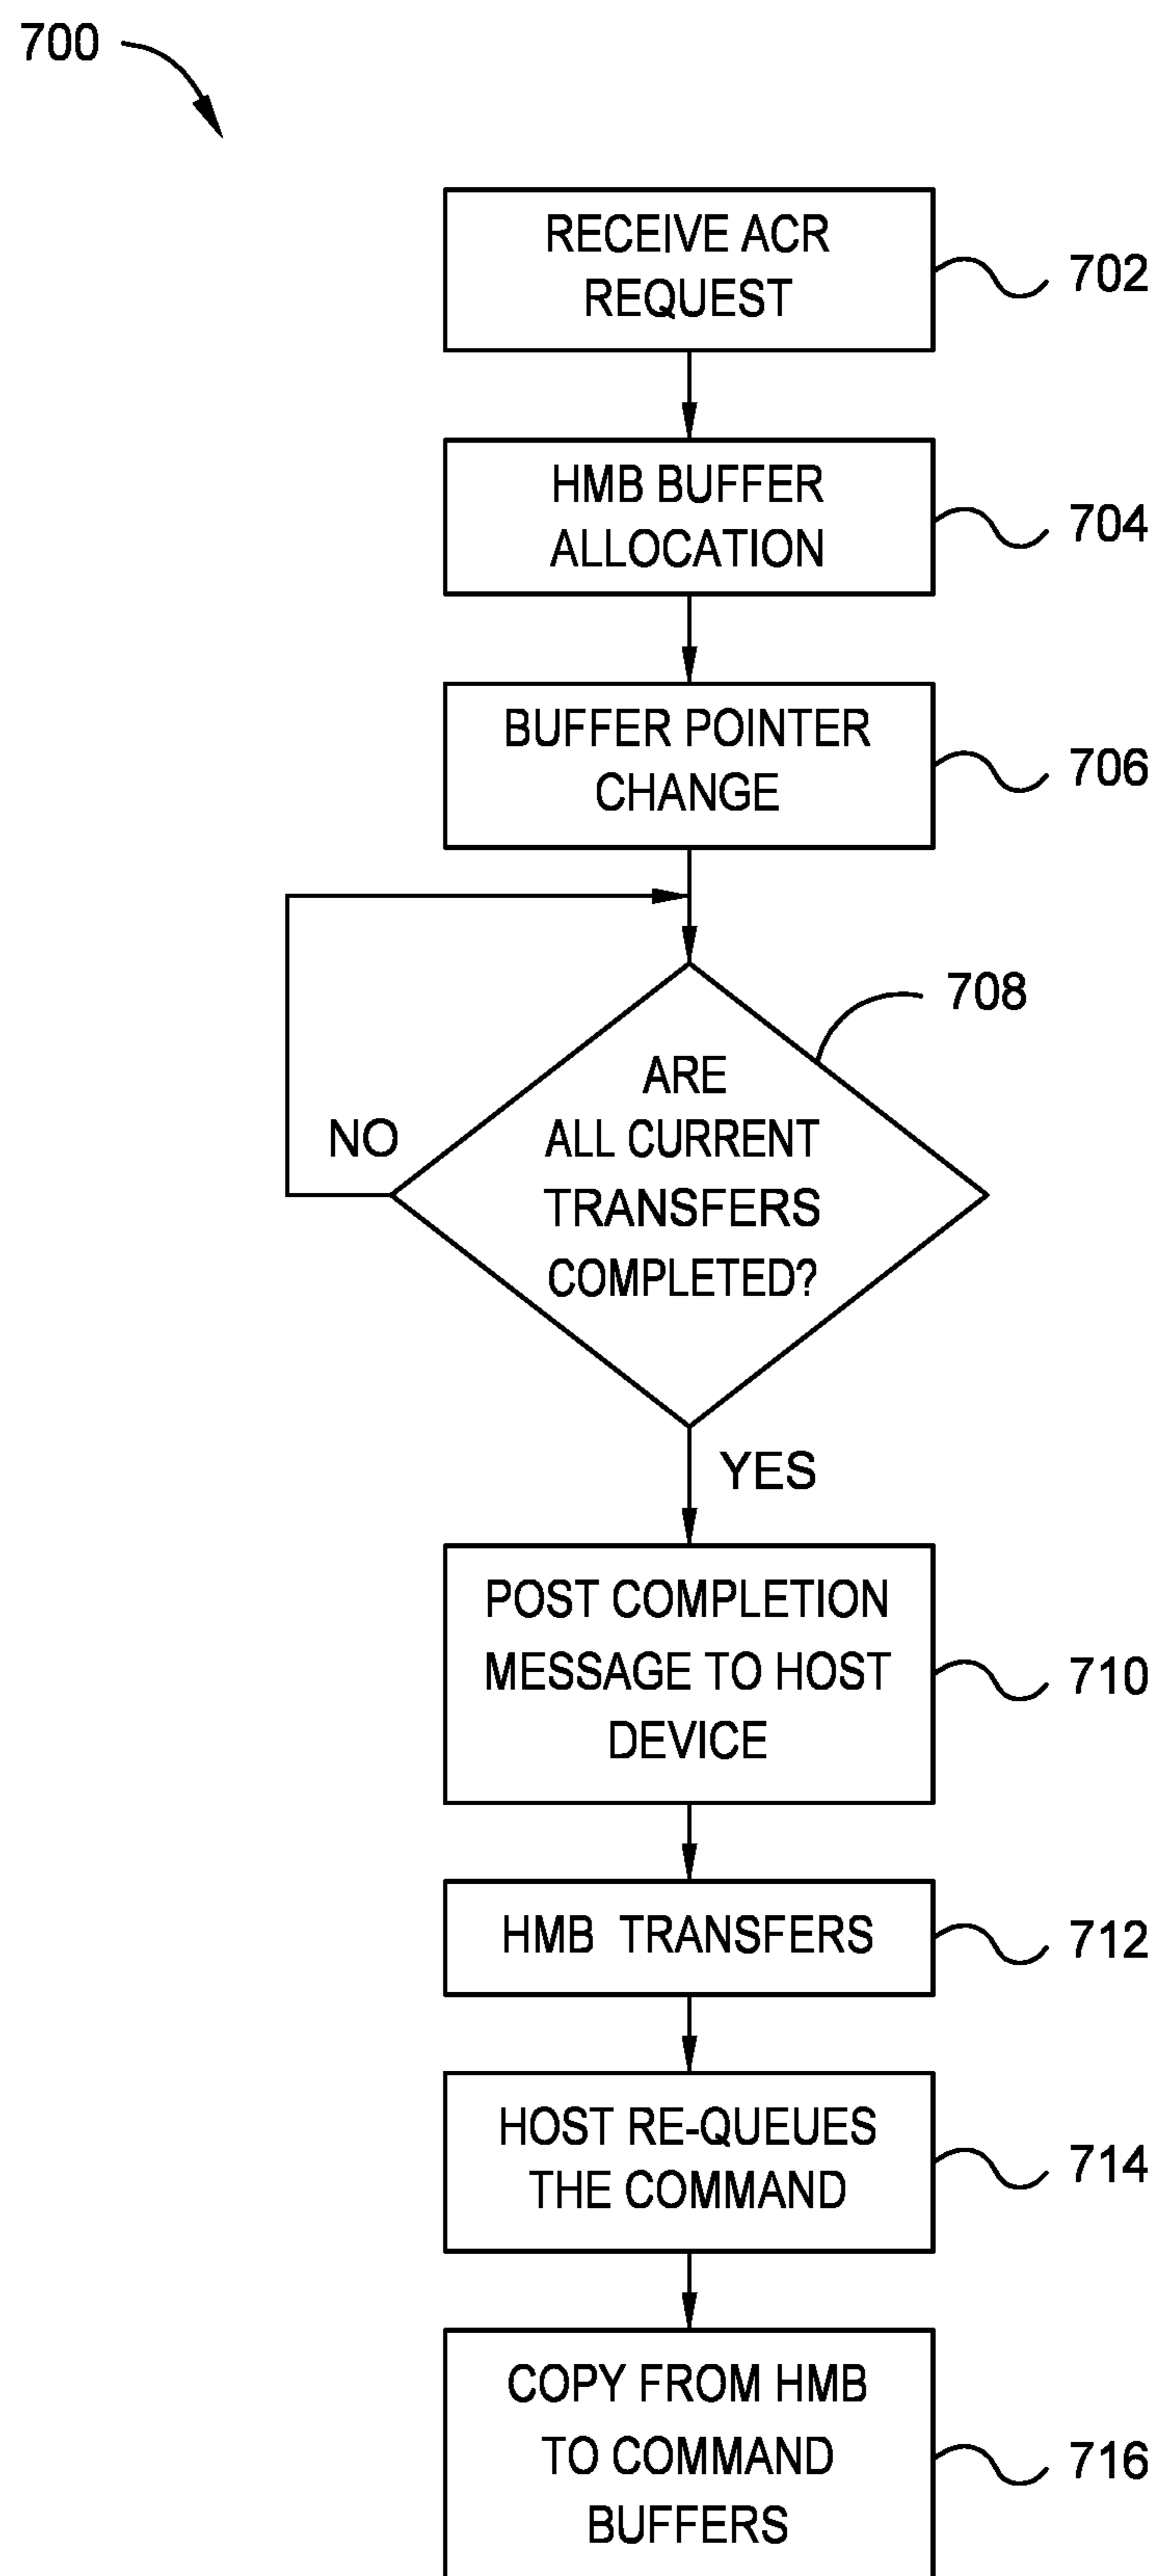 700
RECEIVE ACR
REQUEST
702
HMB BUFFER
ALLOCATION
704
BUFFER POINTER
CHANGE
706
708
ARE
ALL CURRENT
TRANSFERS
COMPLETED?
NO
YES
POST COMPLETION
MESSAGE TO HOST
DEVICE
710
HMB TRANSFERS
712
HOST RE-QUEUES
THE COMMAND
714
COPY FROM HMB
TO COMMAND
BUFFERS
716